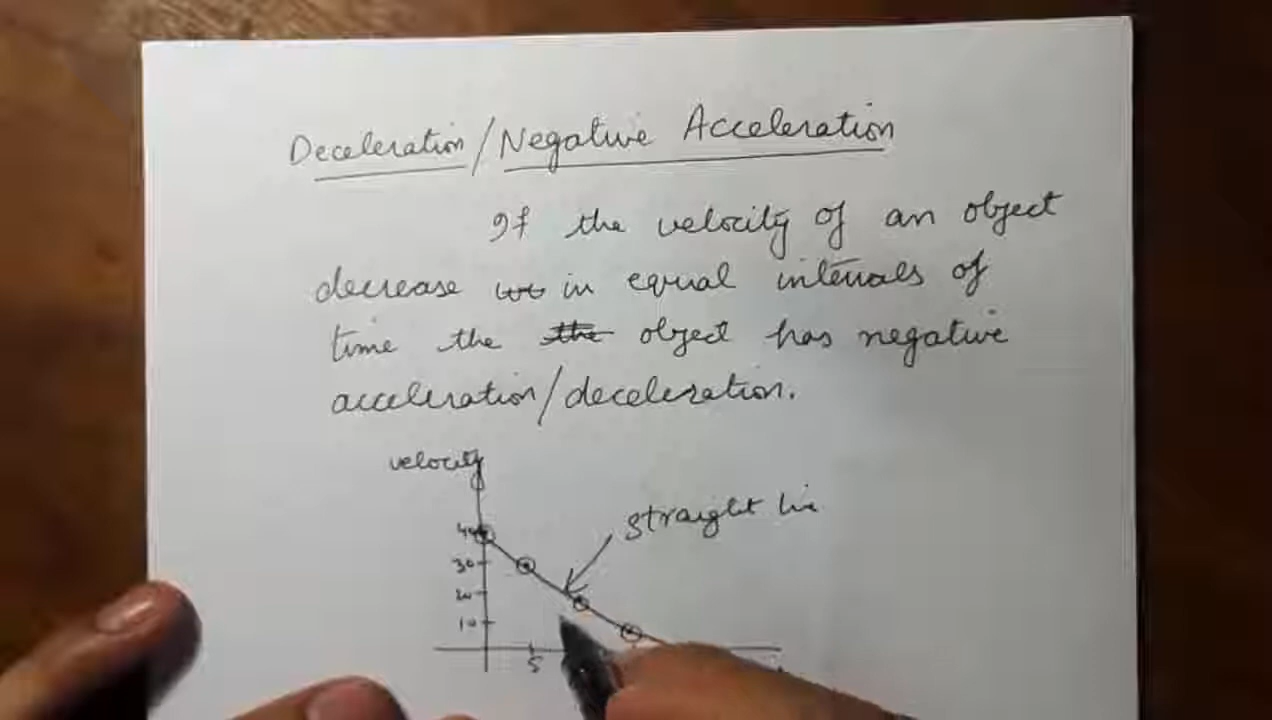 Deceleration/Negative Acceleration
If the velocity of an object
decrease in equal intervals of
time the the object has negative
acceleration/deceleration.
velocity
straight
40
30
20
10
5